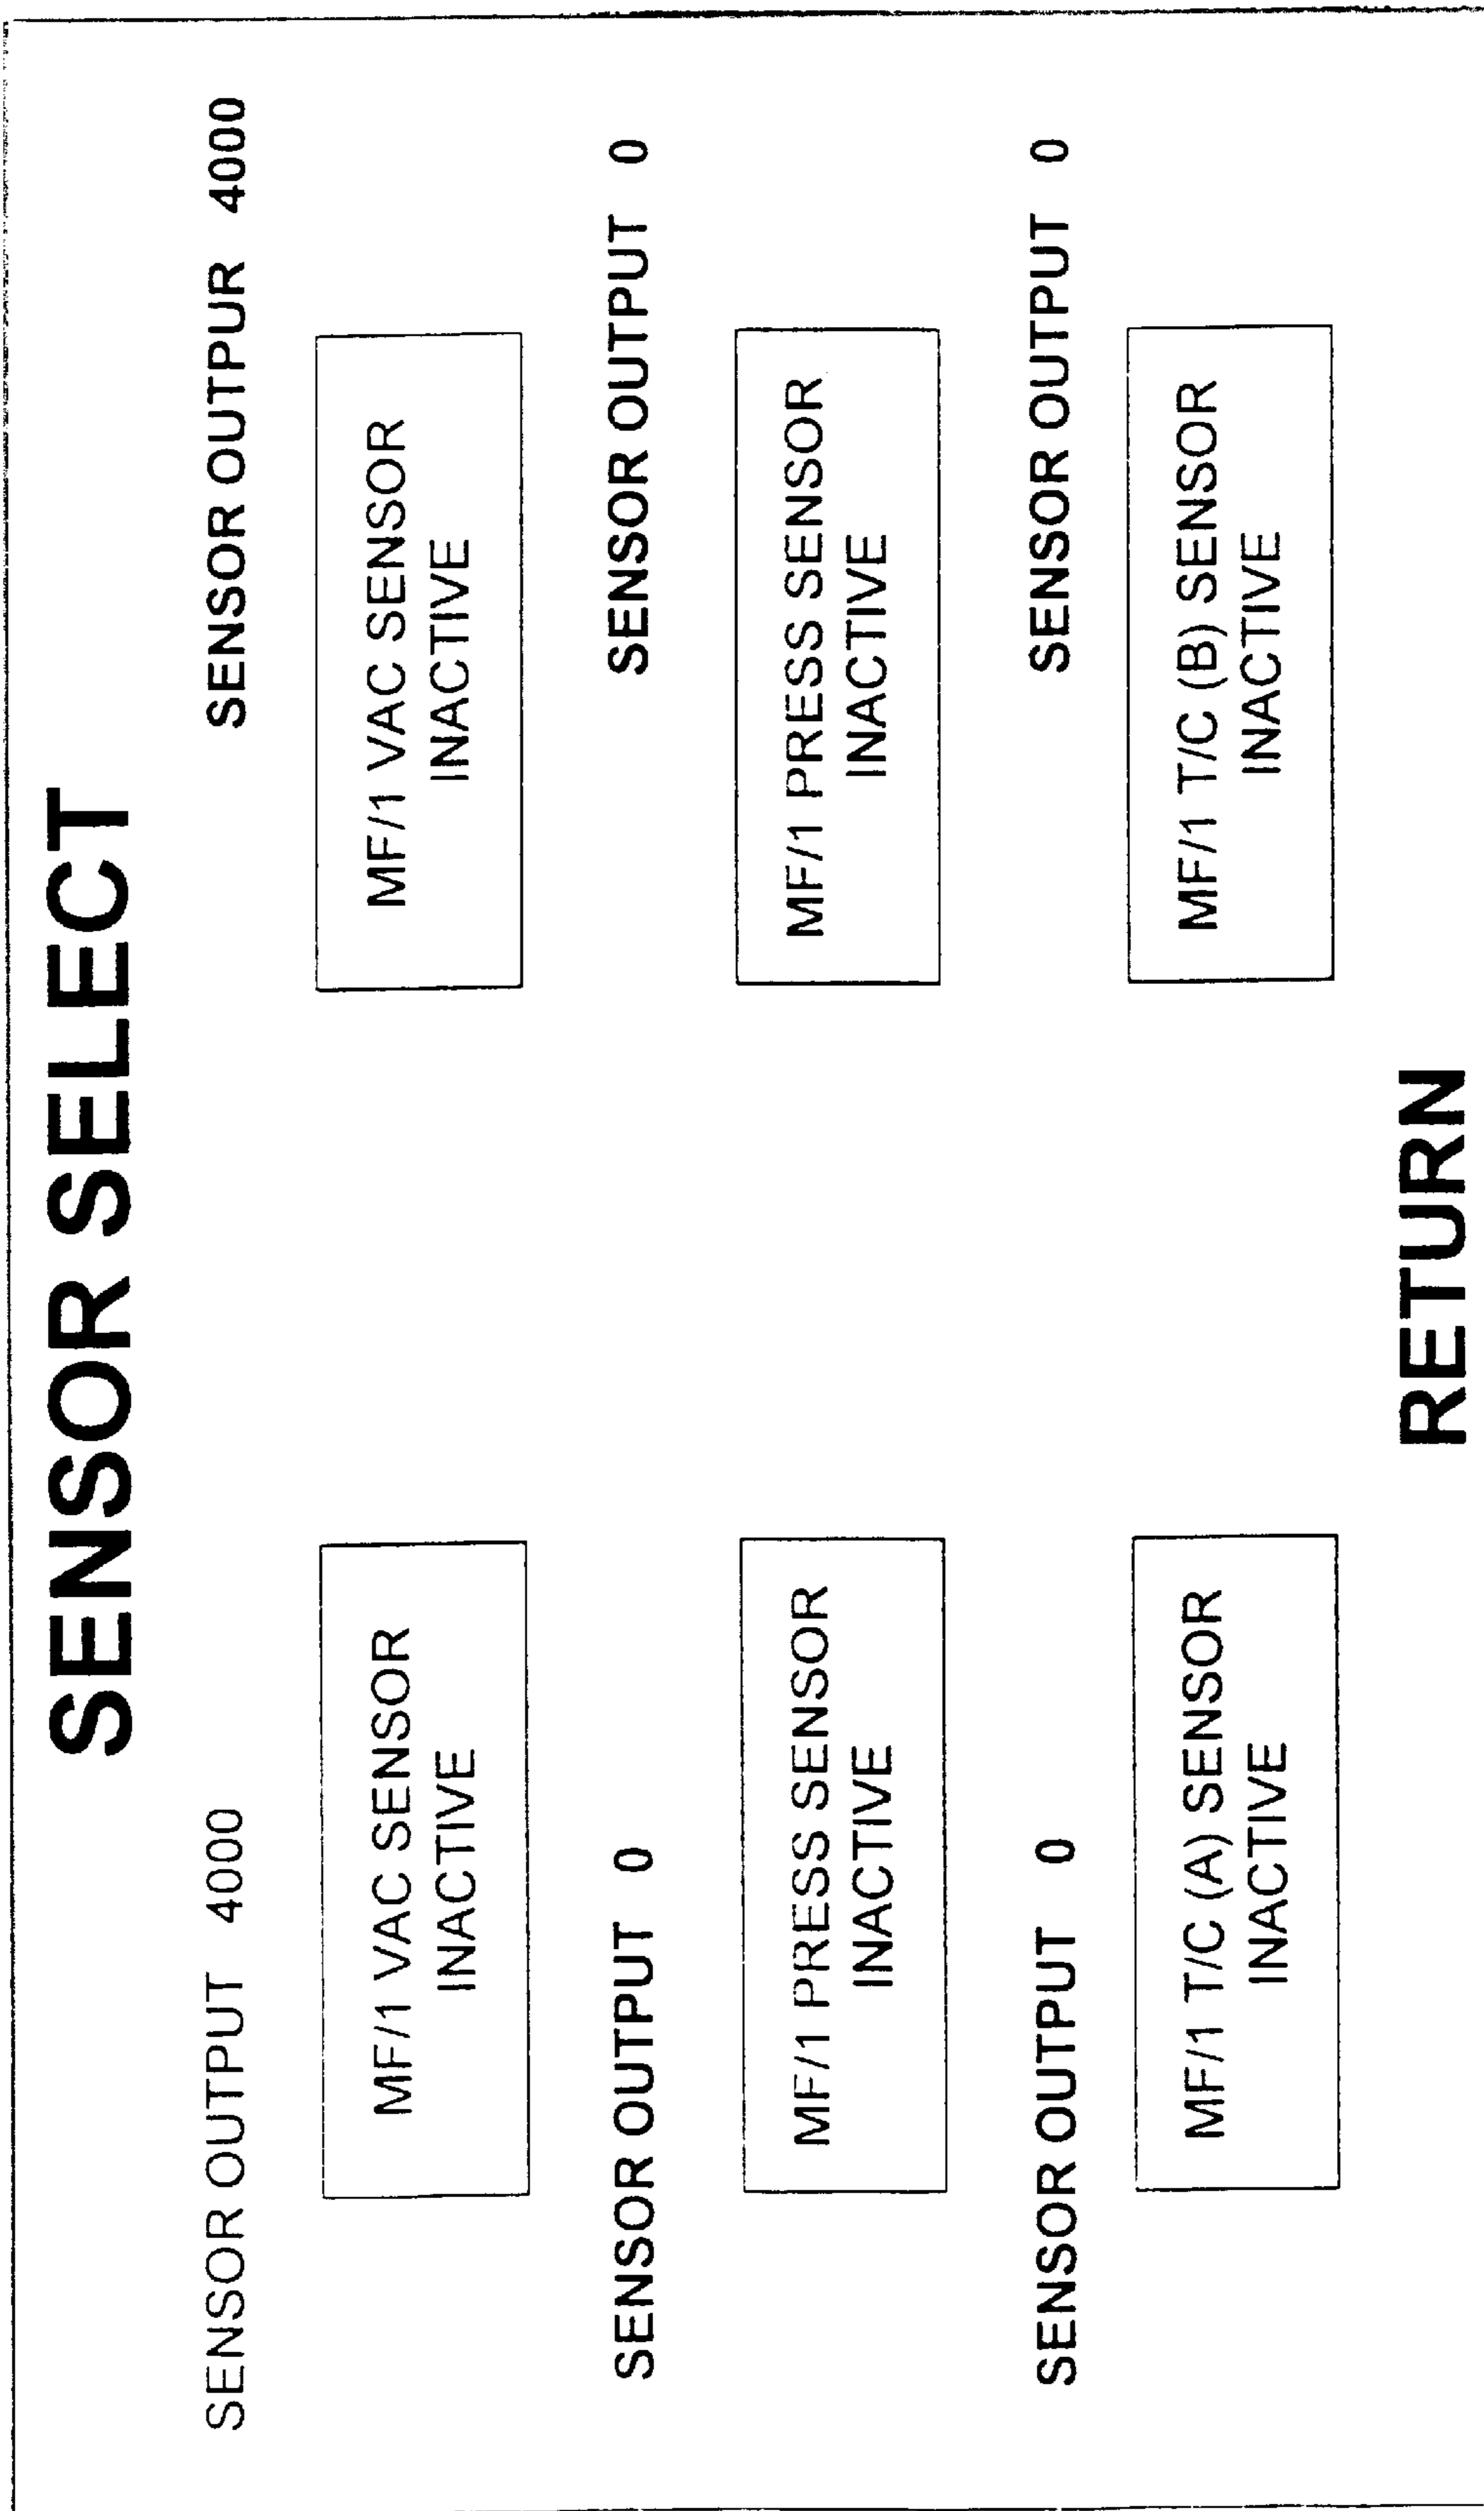 SENSOR SELECT
SENSOR OUTPUT 4000
SENSOR OUTPUR 4000
MF/1 VAC SENSOR
INACTIVE
MF/1 VAC SENSOR
INACTIVE
SENSOR OUTPUT 0
SENSOR OUTPUT 0
MF/1 PRESS SENSOR
INACTIVE
MF/1 PRESS SENSOR
INACTIVE
SENSOR OUTPUT 0
SENSOR OUTPUT 0
MF/1 T/C (A) SENSOR
INACTIVE
MF/1 T/C (B) SENSOR
INACTIVE
RETURN